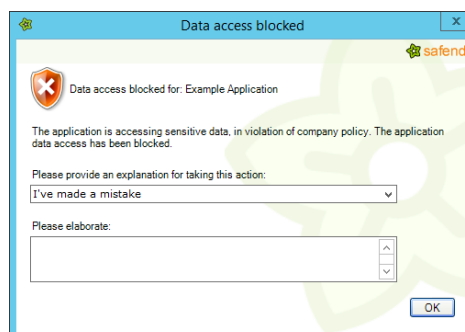 Data access blocked
x
safend
Data access blocked for: Example Application
The application is accessing sensitive data, in violation of company policy. The application
data access has been blocked.
Please provide an explanation for taking this action:
I've made a mistake
Please elaborate:
OK